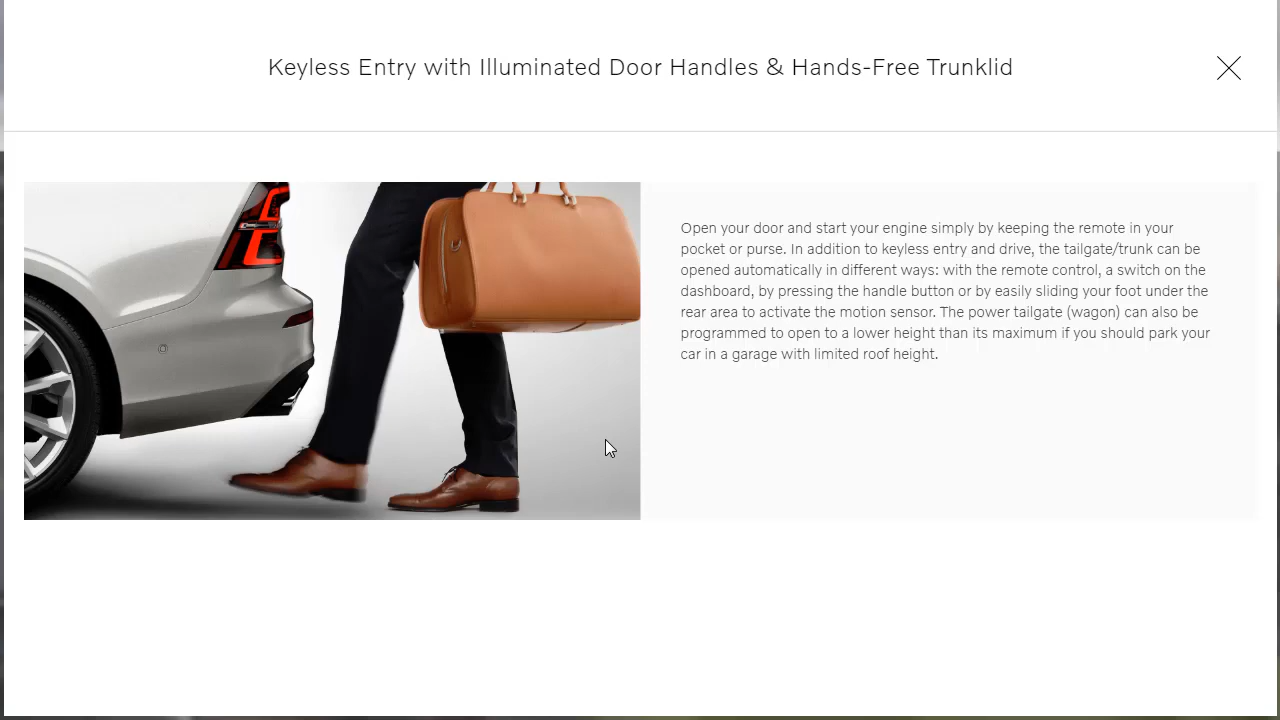 Keyless Entry with Illuminated Door Handles & Hands-Free Trunklid
Open your door and start your engine simply by keeping the remote in your
pocket or purse. In addition to keyless entry and drive, the tailgate/trunk can be
opened automatically in different ways: with the remote control, a switch on the
dashboard, by pressing the handle button or by easily sliding your foot under the
rear area to activate the motion sensor. The power tailgate (wagon) can also be
programmed to open to a lower height than its maximum if you should park your
car in a garage with limited roof height.